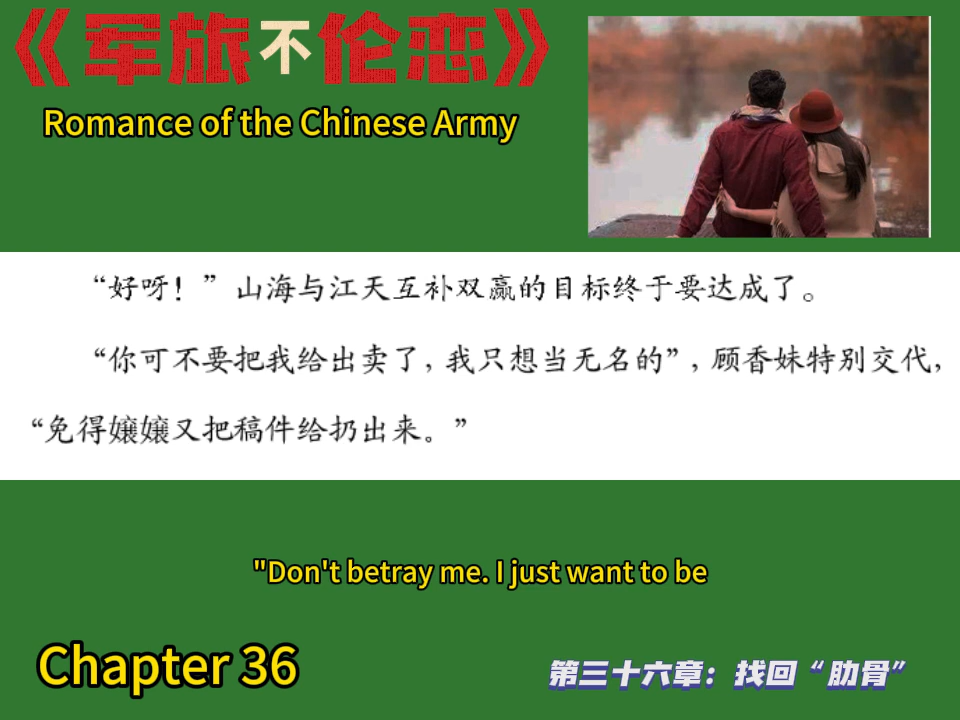 《军旅不伦恋》
Romance of the Chinese Army
“好呀！”山海与江天互补双赢的目标终于要达成了。
“你可不要把我给出卖了，我只想当无名的”，顾香妹特别交代，
“免得孃孃又把稿件给扔出来。”
"Don't betray me. I just want to be
Chapter 36
第三十六章：找回“肋骨”